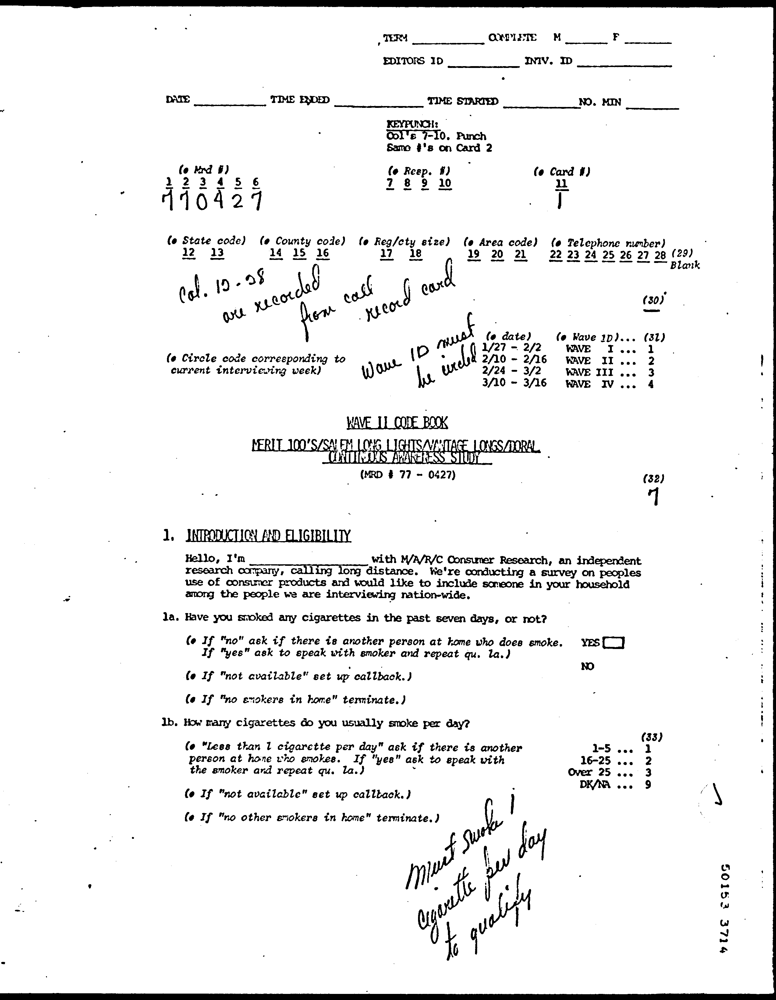 TERM ________ COMPLETE M ______ F ______
EDITORS ID ________ INTV. ID ________
DATE ________ TIME ENDED ________ TIME STARTED ________ NO. MIN ________
KEYPUNCH:
Col's 7-10. Punch
Same #'s on Card 2
(• Mrd #) (• Resp. #) (• Card #)
1 2 3 4 5 6 7 8 9 10 11
770427 1
(• State code) (• County code) (• Reg/cty size) (• Area code) (• Telephone number)
12 13 14 15 16 17 18 19 20 21 22 23 24 25 26 27 28 (29)
Blank
Col. 12-28
are recorded
from call
record card
(30)
Wave ID must
be circled
(• date) (• Wave ID)... (31)
1/27 - 2/2 WAVE I ... 1
(• Circle code corresponding to 2/10 - 2/16 WAVE II ... 2
current interviewing week) 2/24 - 3/2 WAVE III ... 3
3/10 - 3/16 WAVE IV ... 4
WAVE II CODE BOOK
MERIT 100'S/SALEM LONG LIGHTS/VANTAGE LONGS/DORAL
CONTINUOUS AWARENESS STUDY
(MRD # 77 - 0427) (32)
7
1. INTRODUCTION AND ELIGIBILITY
Hello, I'm ________ with M/A/R/C Consumer Research, an independent
research company, calling long distance. We're conducting a survey on peoples
use of consumer products and would like to include someone in your household
among the people we are interviewing nation-wide.
1a. Have you smoked any cigarettes in the past seven days, or not?
(• If "no" ask if there is another person at home who does smoke. YES
If "yes" ask to speak with smoker and repeat qu. 1a.)
NO
(• If "not available" set up callback.)
(• If "no smokers in home" terminate.)
1b. How many cigarettes do you usually smoke per day?
(33)
(• "Less than 1 cigarette per day" ask if there is another 1-5 ... 1
person at home who smokes. If "yes" ask to speak with 16-25 ... 2
the smoker and repeat qu. 1a.) Over 25 ... 3
DK/NA ... 9
(• If "not available" set up callback.)
(• If "no other smokers in home" terminate.)
Must smoke 1
cigarette per day
to qualify
50153 3714